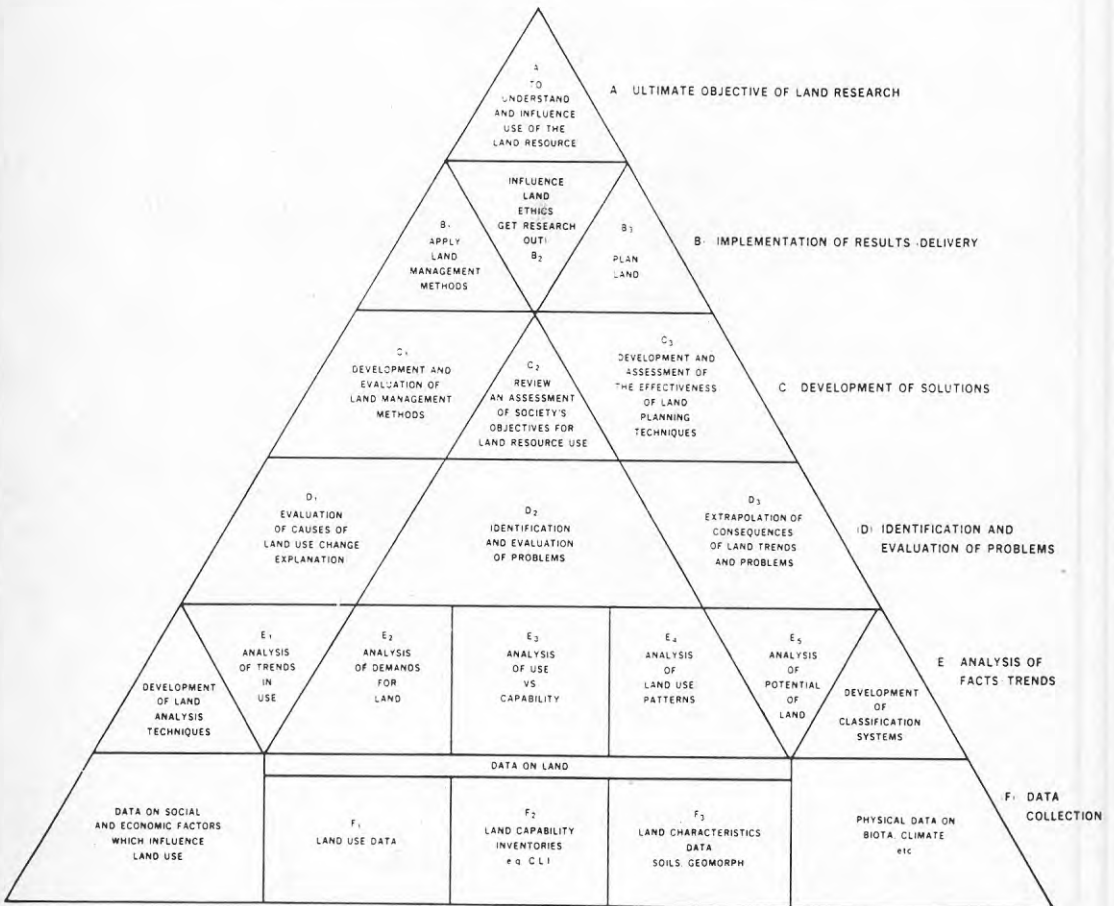 A
TO
UNDERSTAND
AND INFLUENCE
USE OF THE
LAND RESOURCE
A ULTIMATE OBJECTIVE OF LAND RESEARCH
B1
APPLY
LAND
MANAGEMENT
METHODS
INFLUENCE
LAND
ETHICS
GET RESEARCH
OUT!
B2
B3
PLAN
LAND
B. IMPLEMENTATION OF RESULTS DELIVERY
C1
DEVELOPMENT AND
EVALUATION OF
LAND MANAGEMENT
METHODS
C2
REVIEW
AN ASSESSMENT
OF SOCIETY'S
OBJECTIVES FOR
LAND RESOURCE USE
C3
DEVELOPMENT AND
ASSESSMENT OF
THE EFFECTIVENESS
OF LAND
PLANNING
TECHNIQUES
C DEVELOPMENT OF SOLUTIONS
D1
EVALUATION
OF CAUSES OF
LAND USE CHANGE
EXPLANATION
D2
IDENTIFICATION
AND EVALUATION
OF PROBLEMS
D3
EXTRAPOLATION OF
CONSEQUENCES
OF LAND TRENDS
AND PROBLEMS
(D) IDENTIFICATION AND
EVALUATION OF PROBLEMS
DEVELOPMENT
OF LAND
ANALYSIS
TECHNIQUES
E1
ANALYSIS
OF TRENDS
IN
USE
E2
ANALYSIS
OF DEMANDS
FOR
LAND
E3
ANALYSIS
OF USE
VS
CAPABILITY
E4
ANALYSIS
OF
LAND USE
PATTERNS
E5
ANALYSIS
OF
POTENTIAL
OF
LAND
DEVELOPMENT
OF
CLASSIFICATION
SYSTEMS
E ANALYSIS OF
FACTS TRENDS
DATA ON LAND
DATA ON SOCIAL
AND ECONOMIC FACTORS
WHICH INFLUENCE
LAND USE
F1
LAND USE DATA
F2
LAND CAPABILITY
INVENTORIES
eg CLI
F3
LAND CHARACTERISTICS
DATA
SOILS, GEOMORPH
PHYSICAL DATA ON
BIOTA, CLIMATE
etc
(F) DATA
COLLECTION